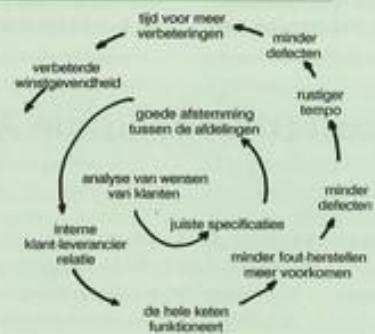 tijd voor meer
verbeteringen
minder
defecten
verbeterde
winstgevendheid
rustiger
tempo
goede afstemming
tussen de afdelingen
analyse van wensen
van klanten
minder
defecten
juiste specificaties
interne
klant-leverancier
relatie
minder fout-herstellen
meer voorkomen
de hele keten
funktioneert